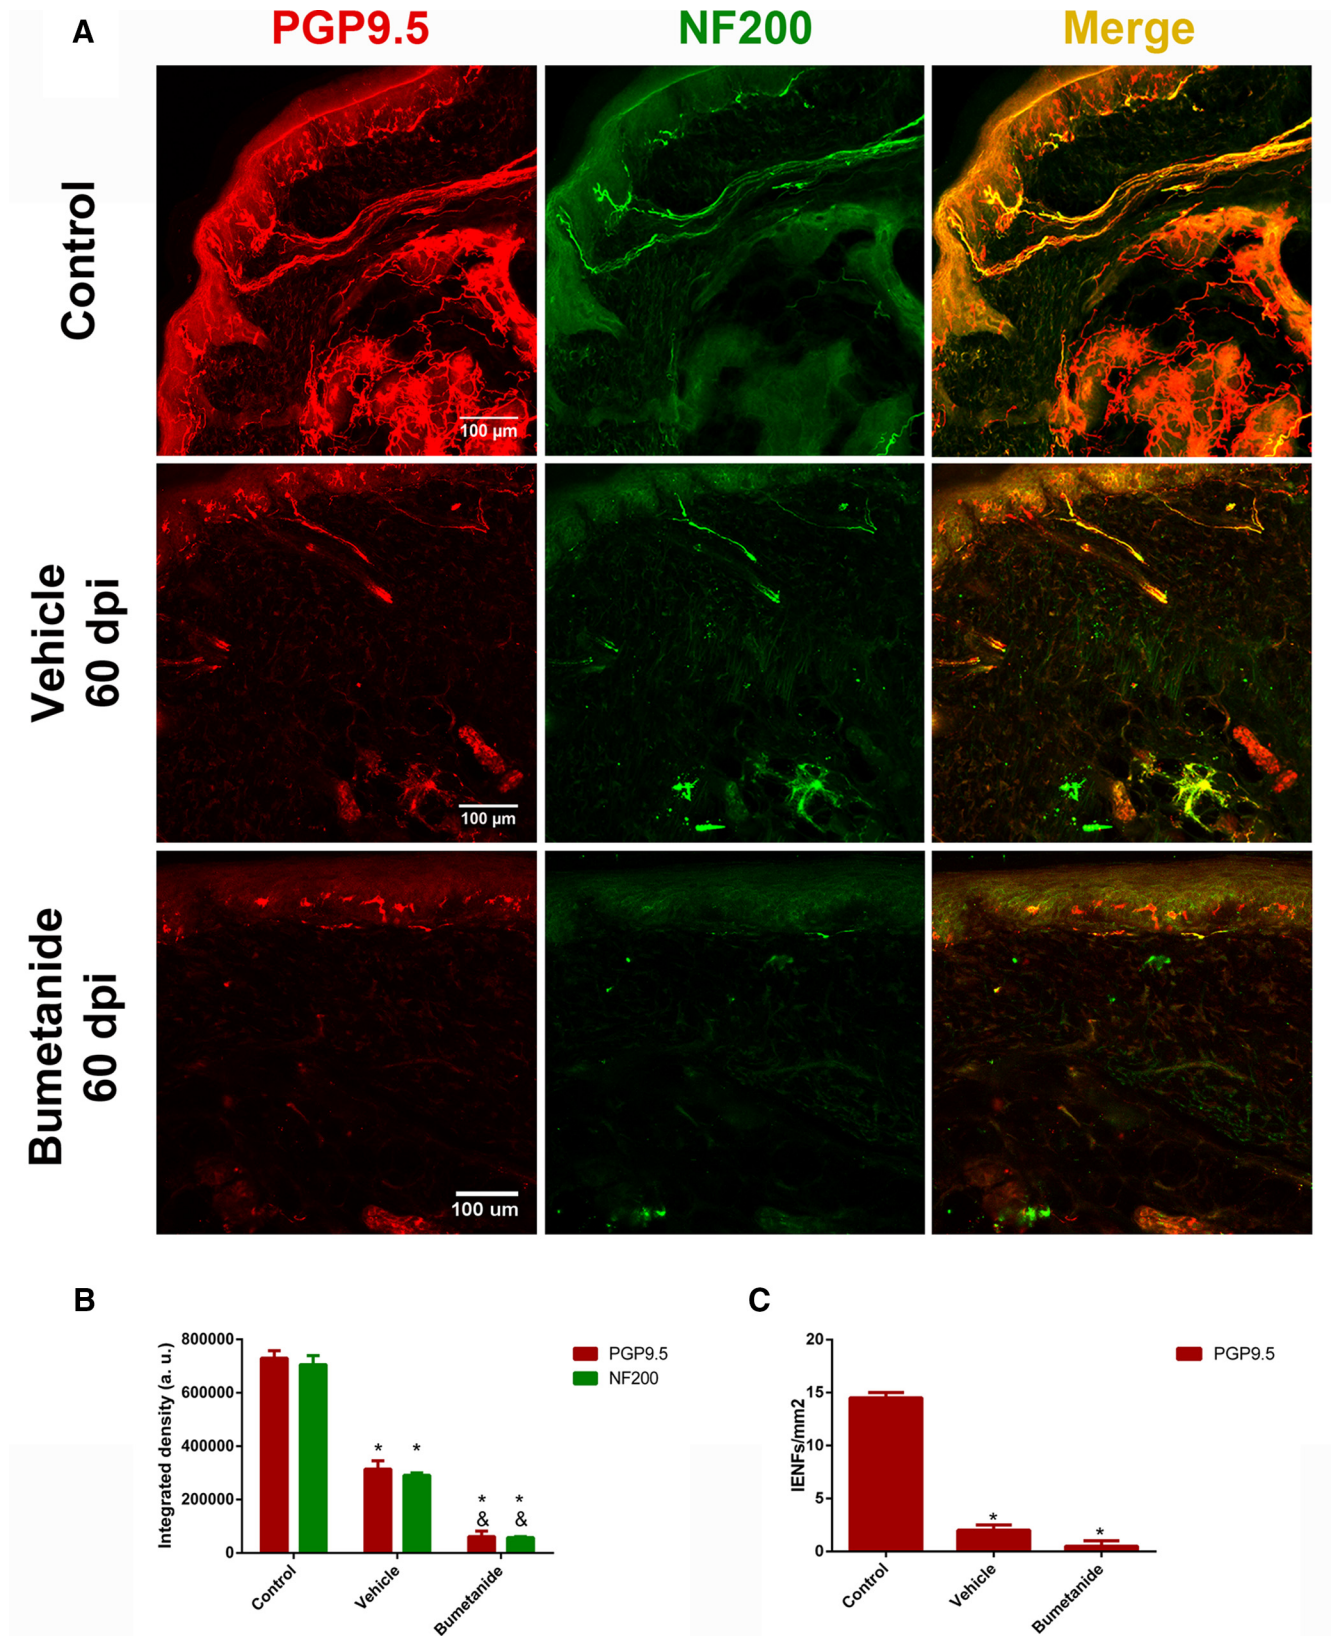 A
PGP9.5
NF200
Merge
Control
100 µm
Vehicle
60 dpi
100 µm
Bumetanide
60 dpi
100 um
B
Integrated density (a. u.)
800000
600000
400000
200000
0
* *
* *
& &
Control
Vehicle
Bumetanide
PGP9.5
NF200
C
IENFs/mm2
20
15
10
5
0
*
*
Control
Vehicle
Bumetanide
PGP9.5